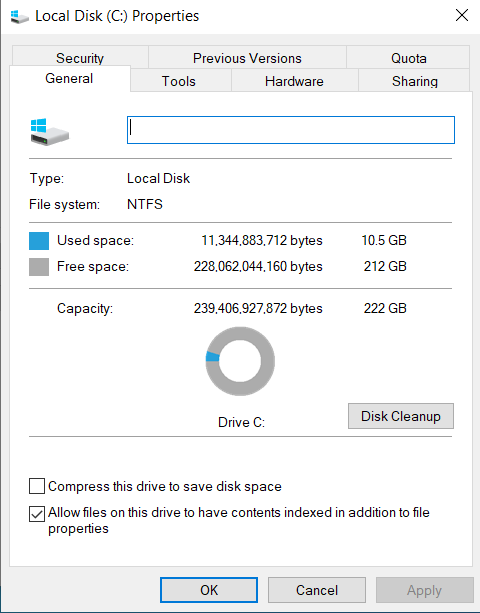 Local Disk (C:) Properties
Security Previous Versions Quota
General Tools Hardware Sharing
Type: Local Disk
File system: NTFS
Used space: 11,344,883,712 bytes 10.5 GB
Free space: 228,062,044,160 bytes 212 GB
Capacity: 239,406,927,872 bytes 222 GB
Drive C: Disk Cleanup
Compress this drive to save disk space
Allow files on this drive to have contents indexed in addition to file
properties
OK Cancel Apply